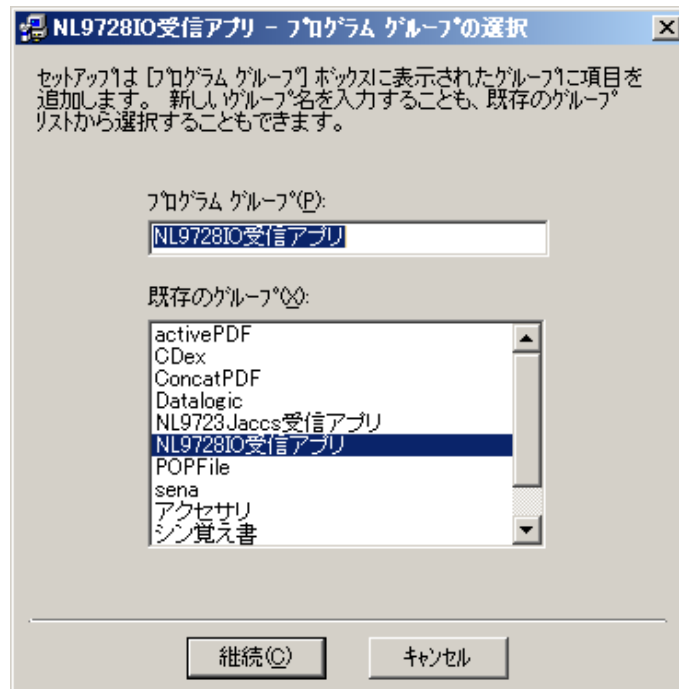 NL9728IO受信アプリ - ﾌﾟﾛｸﾞﾗﾑ ｸﾞﾙｰﾌﾟの選択
ｾｯﾄｱｯﾌﾟは [ﾌﾟﾛｸﾞﾗﾑ ｸﾞﾙｰﾌﾟ] ﾎﾞｯｸｽに表示されたｸﾞﾙｰﾌﾟに項目を
追加します。 新しいｸﾞﾙｰﾌﾟ名を入力することも、既存のｸﾞﾙｰﾌﾟ
ﾘｽﾄから選択することもできます。
ﾌﾟﾛｸﾞﾗﾑ ｸﾞﾙｰﾌﾟ(P):
NL9728IO受信アプリ
既存のｸﾞﾙｰﾌﾟ(X):
activePDF
CDex
ConcatPDF
Datalogic
NL9723Jaccs受信アプリ
NL9728IO受信アプリ
POPFile
sena
アクセサリ
シン覚え書
継続(C)
ｷｬﾝｾﾙ